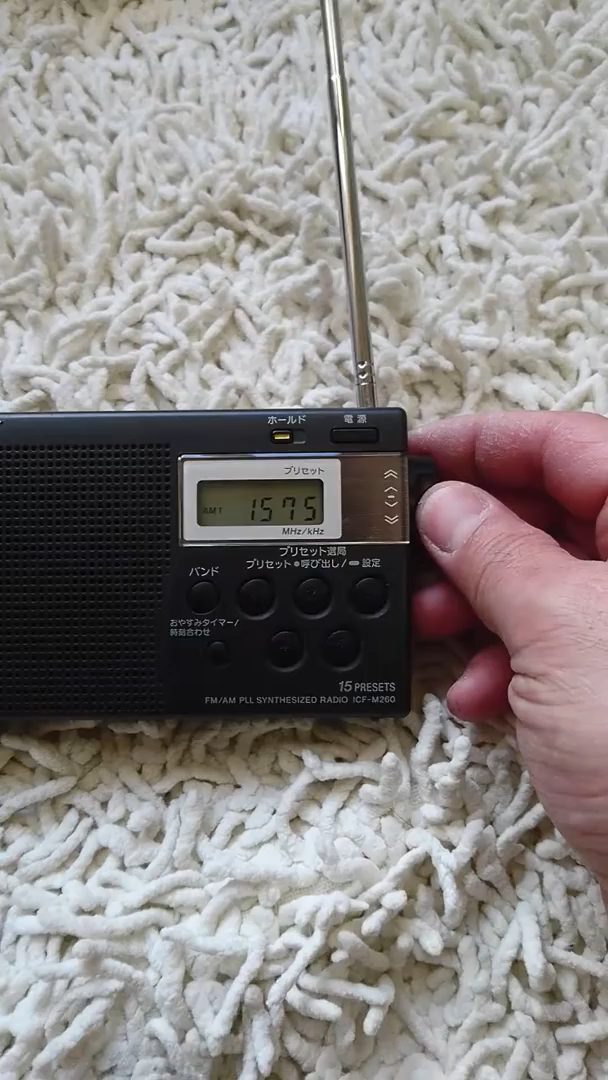 ホールド 電源
プリセット
AM1 1575
MHz/kHz
プリセット選局
バンド プリセット ●呼び出し/ 設定
おやすみタイマー/
時刻合わせ
15 PRESETS
FM/AM PLL SYNTHESIZED RADIO ICF-M260